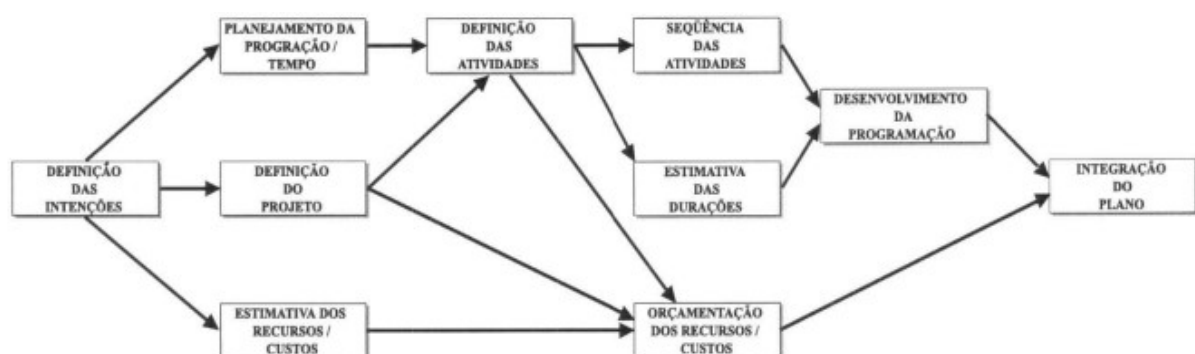 PLANEJAMENTO DA
PROGRAÇÃO /
TEMPO
DEFINIÇÃO
DAS
ATIVIDADES
SEQÜÊNCIA
DAS
ATIVIDADES
DESENVOLVIMENTO
DA
PROGRAMAÇÃO
DEFINIÇÃO
DAS
INTENÇÕES
DEFINIÇÃO
DO
PROJETO
ESTIMATIVA
DAS
DURAÇÕES
INTEGRAÇÃO
DO
PLANO
ESTIMATIVA DOS
RECURSOS /
CUSTOS
ORÇAMENTAÇÃO
DOS RECURSOS /
CUSTOS